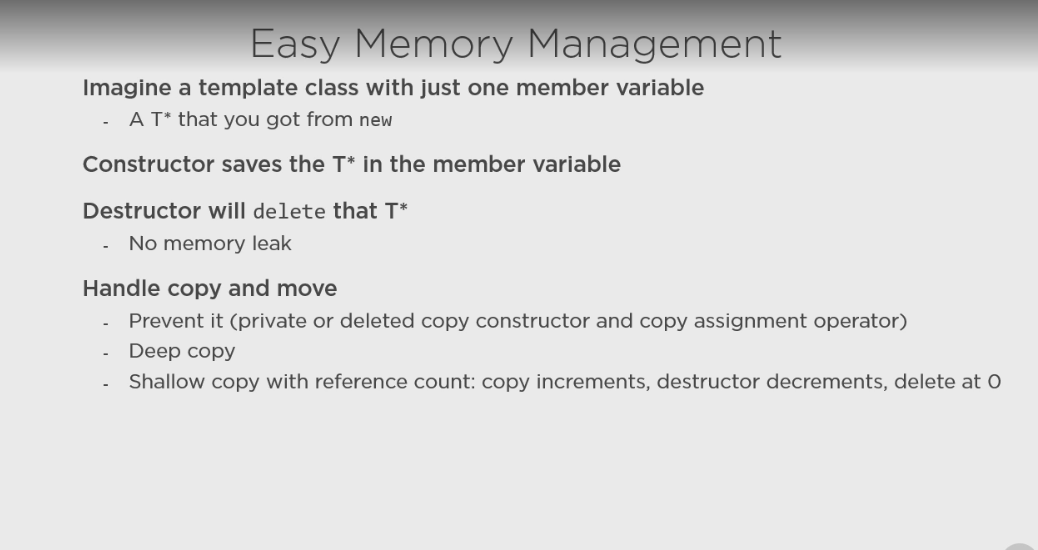 Easy Memory Management
Imagine a template class with just one member variable
- A T* that you got from new
Constructor saves the T* in the member variable
Destructor will delete that T*
- No memory leak
Handle copy and move
- Prevent it (private or deleted copy constructor and copy assignment operator)
- Deep copy
- Shallow copy with reference count: copy increments, destructor decrements, delete at 0